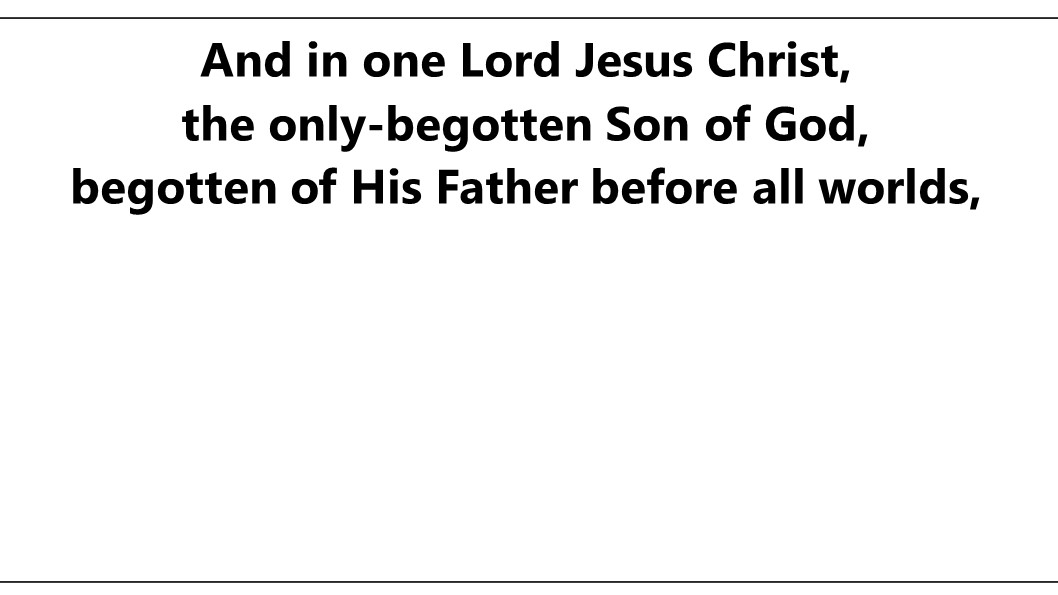 And in one Lord Jesus Christ,
the only-begotten Son of God,
begotten of His Father before all worlds,